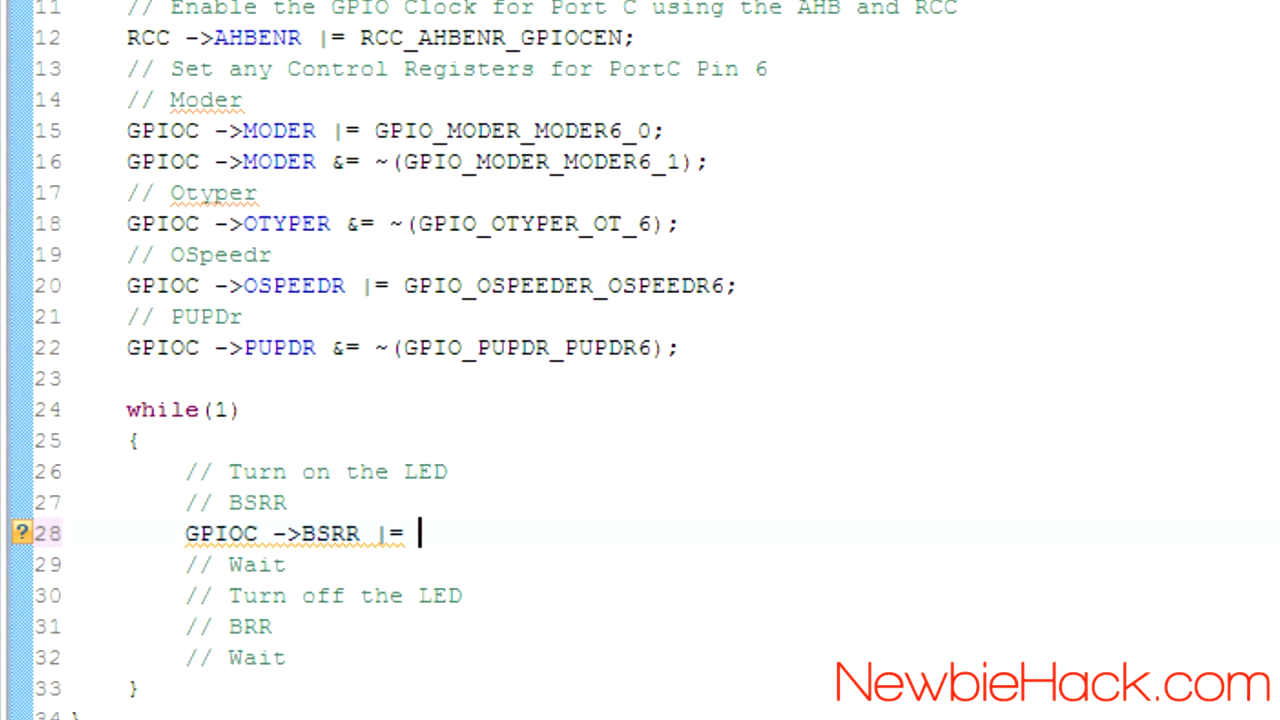 11 // Enable the GPIO Clock for Port C using the AHB and RCC
12 RCC ->AHBENR |= RCC_AHBENR_GPIOCEN;
13 // Set any Control Registers for PortC Pin 6
14 // Moder
15 GPIOC ->MODER |= GPIO_MODER_MODER6_0;
16 GPIOC ->MODER &= ~(GPIO_MODER_MODER6_1);
17 // Otyper
18 GPIOC ->OTYPER &= ~(GPIO_OTYPER_OT_6);
19 // OSpeedr
20 GPIOC ->OSPEEDR |= GPIO_OSPEEDER_OSPEEDR6;
21 // PUPDr
22 GPIOC ->PUPDR &= ~(GPIO_PUPDR_PUPDR6);
23
24 while(1)
25 {
26 // Turn on the LED
27 // BSRR
28 GPIOC ->BSRR |=
29 // Wait
30 // Turn off the LED
31 // BRR
32 // Wait
33 }
34 }
NewbieHack.com